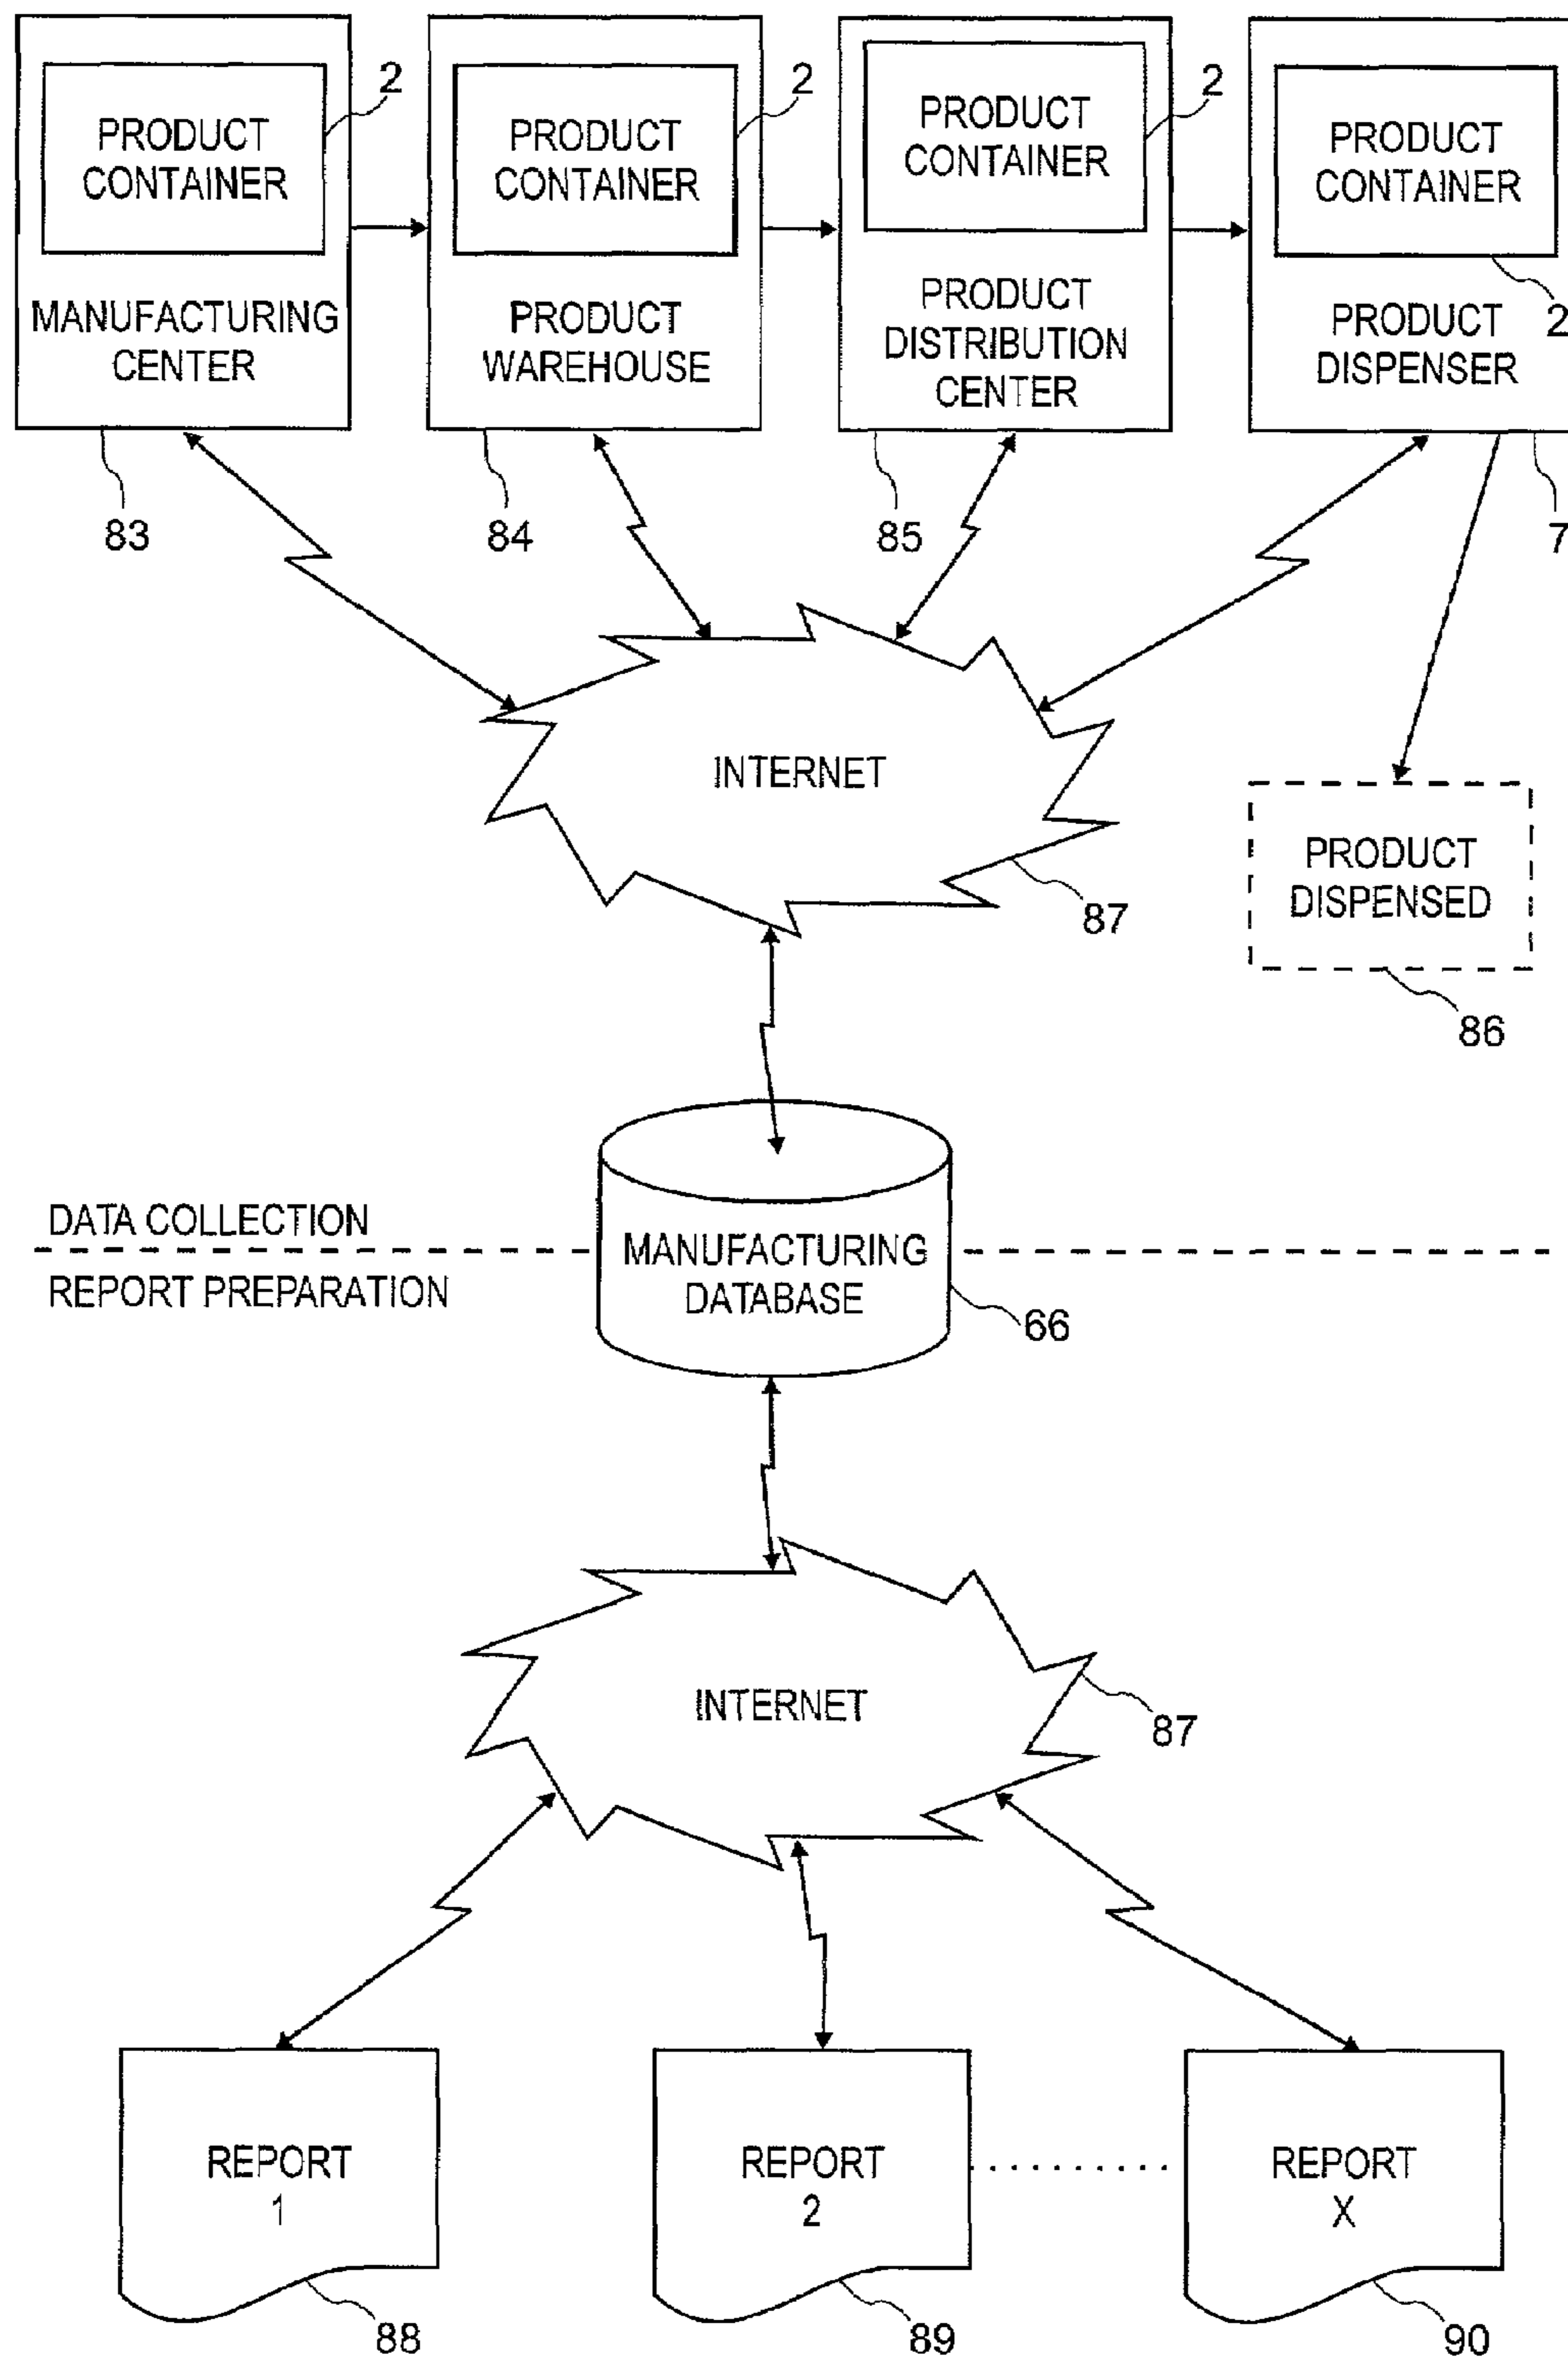 PRODUCT
CONTAINER
2
MANUFACTURING
CENTER
83
PRODUCT
CONTAINER
2
PRODUCT
WAREHOUSE
84
PRODUCT
CONTAINER
2
PRODUCT
DISTRIBUTION
CENTER
85
PRODUCT
CONTAINER
2
PRODUCT
DISPENSER
7
INTERNET
87
PRODUCT
DISPENSED
86
DATA COLLECTION
REPORT PREPARATION
MANUFACTURING
DATABASE
66
INTERNET
87
REPORT
1
88
REPORT
2
89
REPORT
X
90